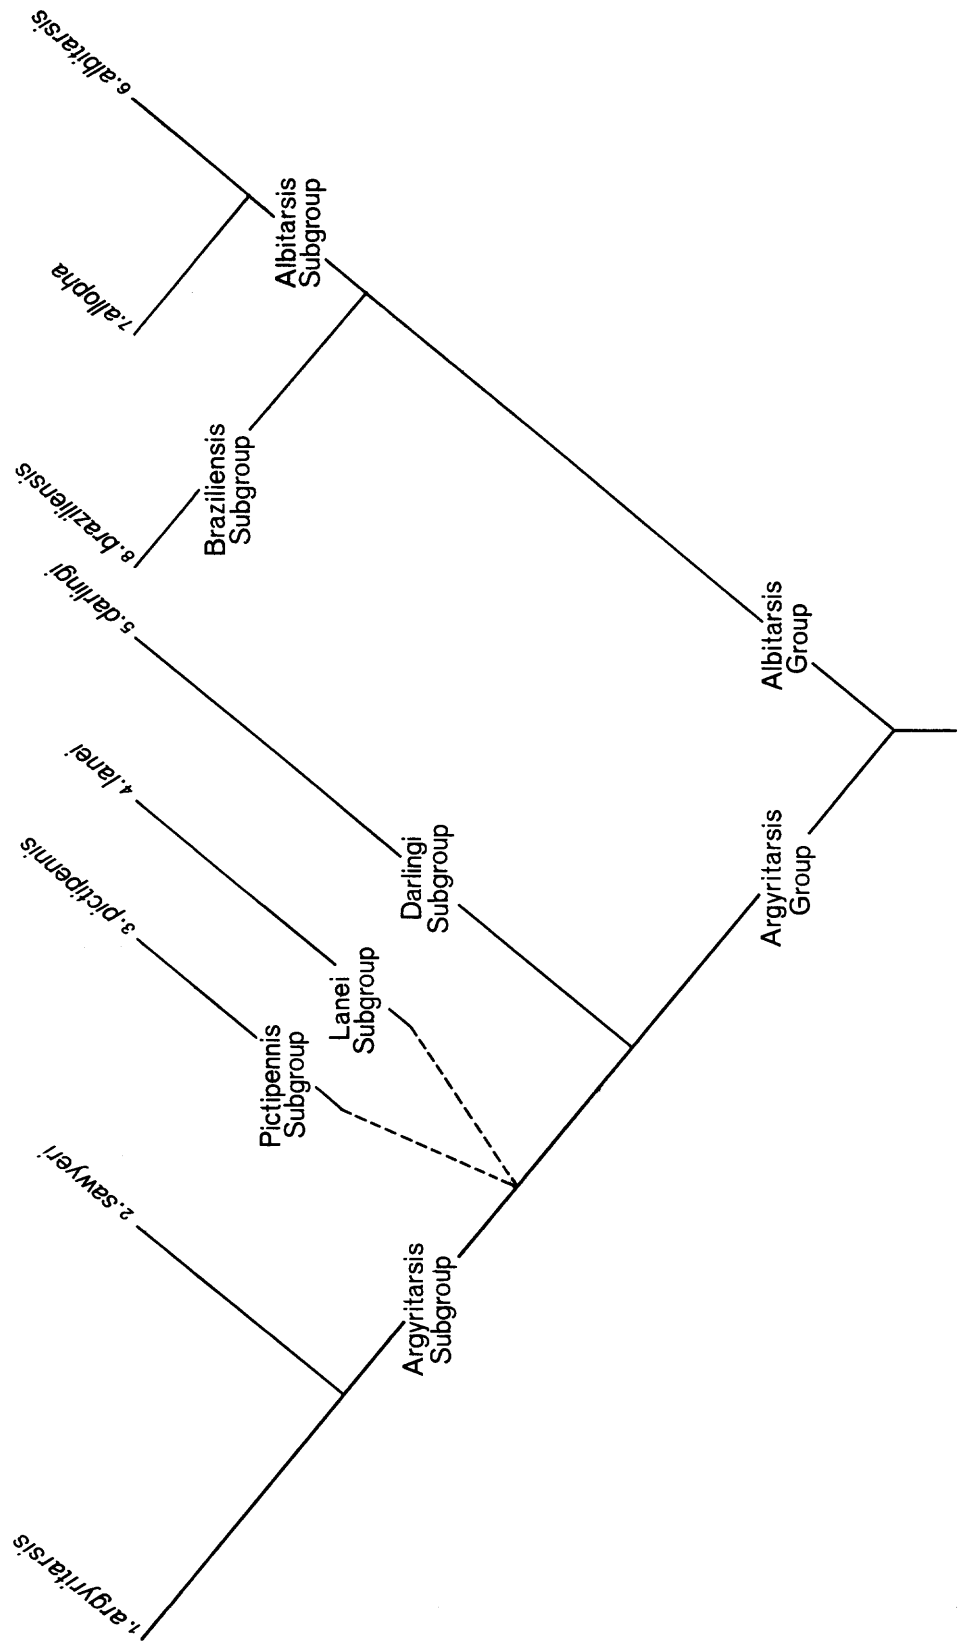 1.argyritarsis
2.sawyeri
3.pictipennis
4.lanei
5.darlingi
8.braziliensis
7.allopha
6.albitarsis
Pictipennis
Subgroup
Lanei
Subgroup
Braziliensis
Subgroup
Albitarsis
Subgroup
Argyritarsis
Subgroup
Darlingi
Subgroup
Argyritarsis
Group
Albitarsis
Group